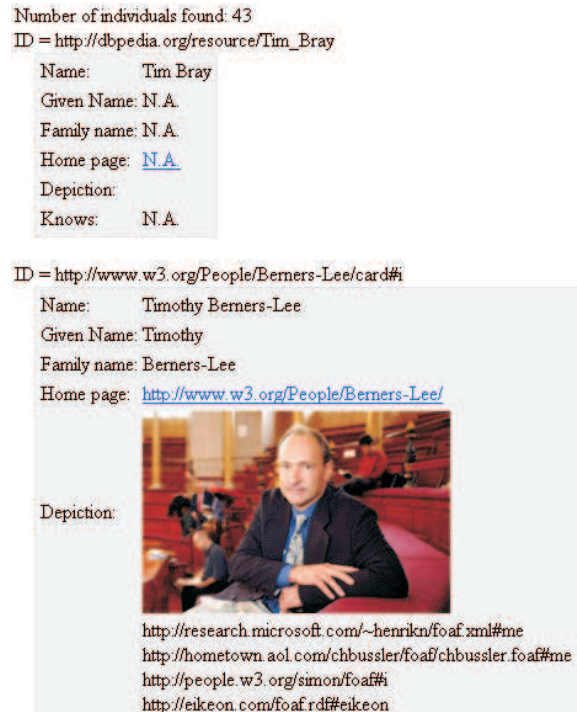 Number of individuals found: 43
ID = http://dbpedia.org/resource/Tim_Bray
Name: Tim Bray
Given Name: N.A.
Family name: N.A.
Home page: N.A.
Depiction:
Knows: N.A.
ID = http://www.w3.org/People/Berners-Lee/card#i
Name: Timothy Berners-Lee
Given Name: Timothy
Family name: Berners-Lee
Home page: http://www.w3.org/People/Berners-Lee/
Depiction:
http://research.microsoft.com/~henrikn/foaf.xml#me
http://hometown.aol.com/chbussler/foaf/chbussler.foaf#me
http://people.w3.org/simon/foaf#i
http://eikeon.com/foaf.rdf#eikeon